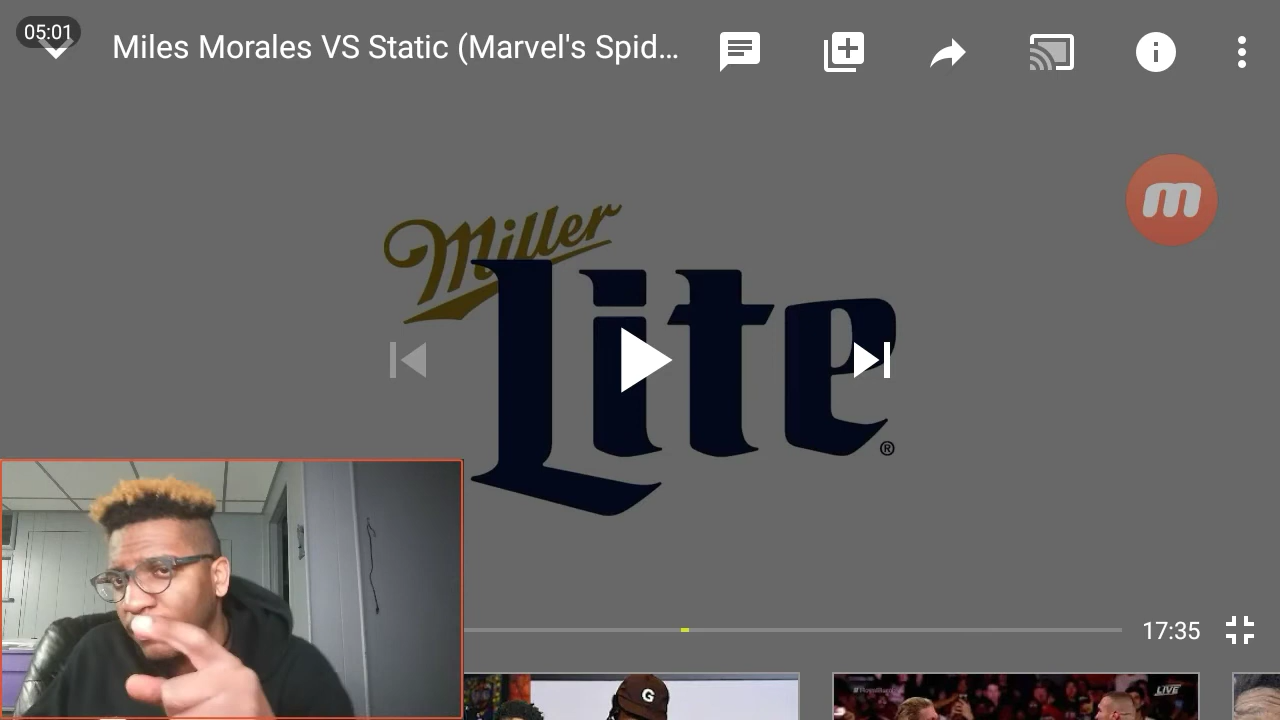 05:01
Miles Morales VS Static (Marvel's Spid...
m
Miller
Lite
®
17:35
G
LIVE